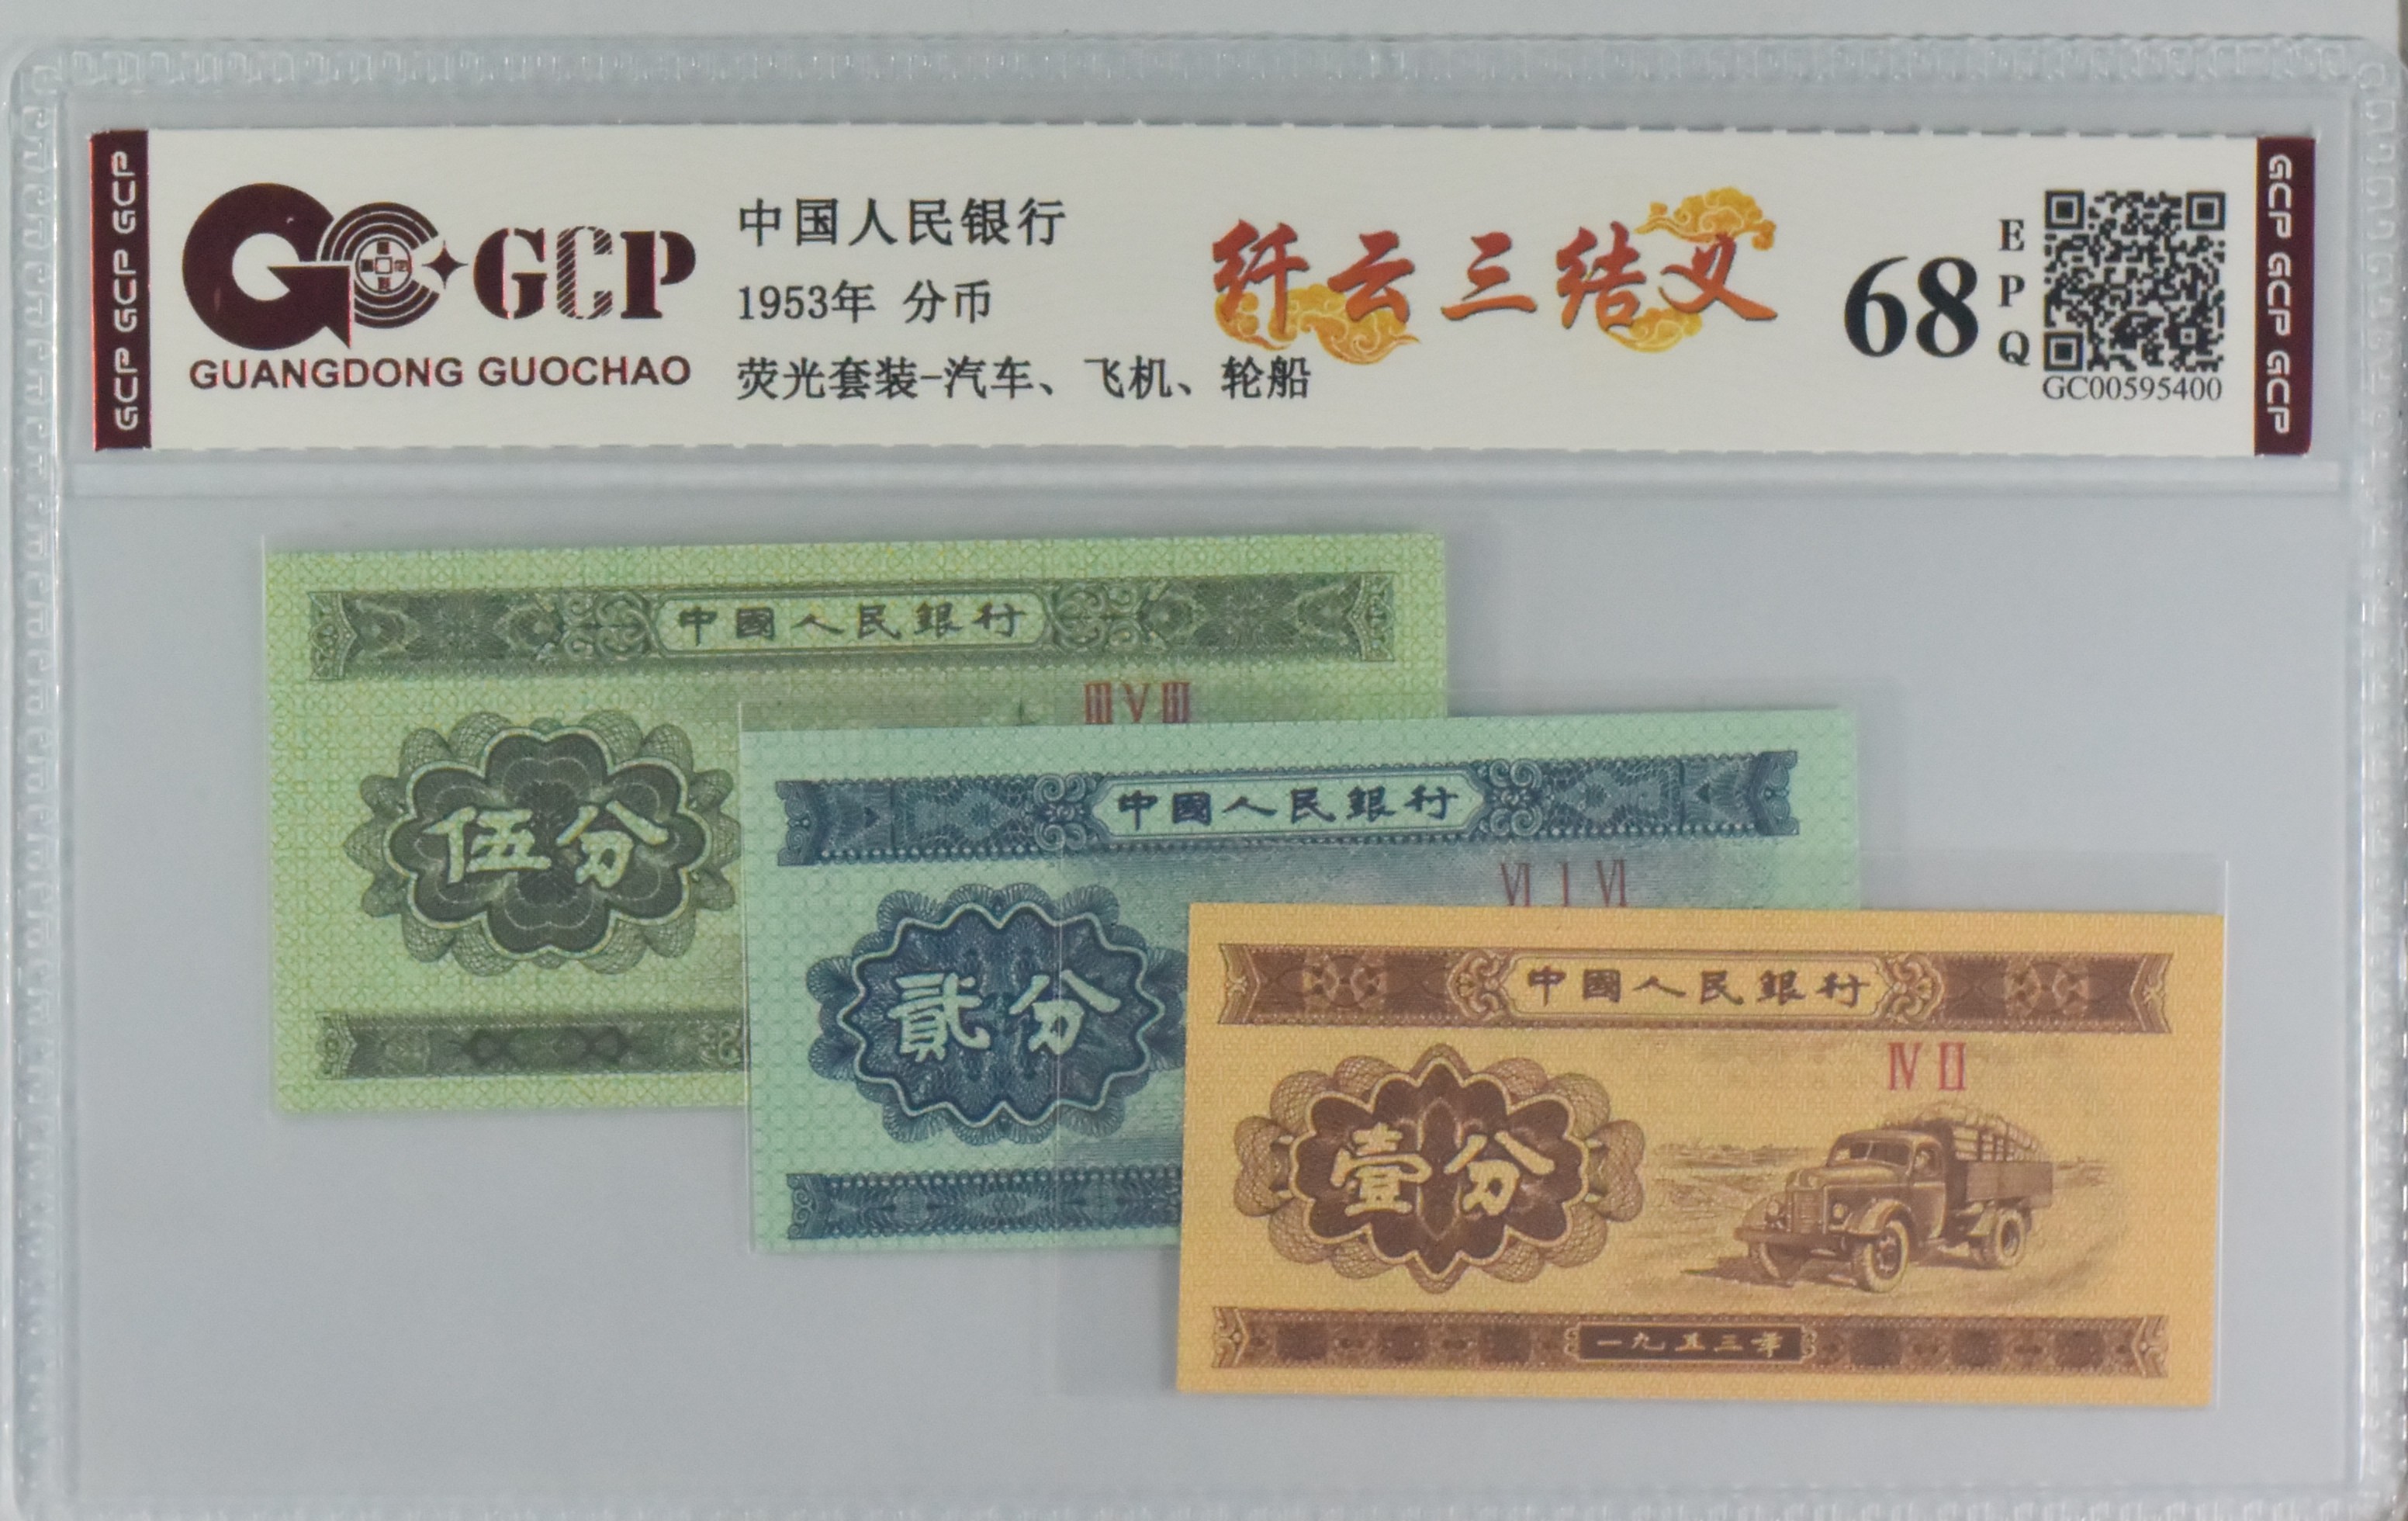 GCP GCP GCP
GCP
GUANGDONG GUOCHAO
中国人民银行
1953年 分币
荧光套装-汽车、飞机、轮船
纤云三结义
68
EPQ
GC00595400
GCP GCP GCP
中國人民銀行
ⅢⅤⅢ
伍分
中國人民銀行
Ⅵ Ⅰ Ⅵ
貳分
中國人民銀行
Ⅳ Ⅱ
壹分
一九五三年